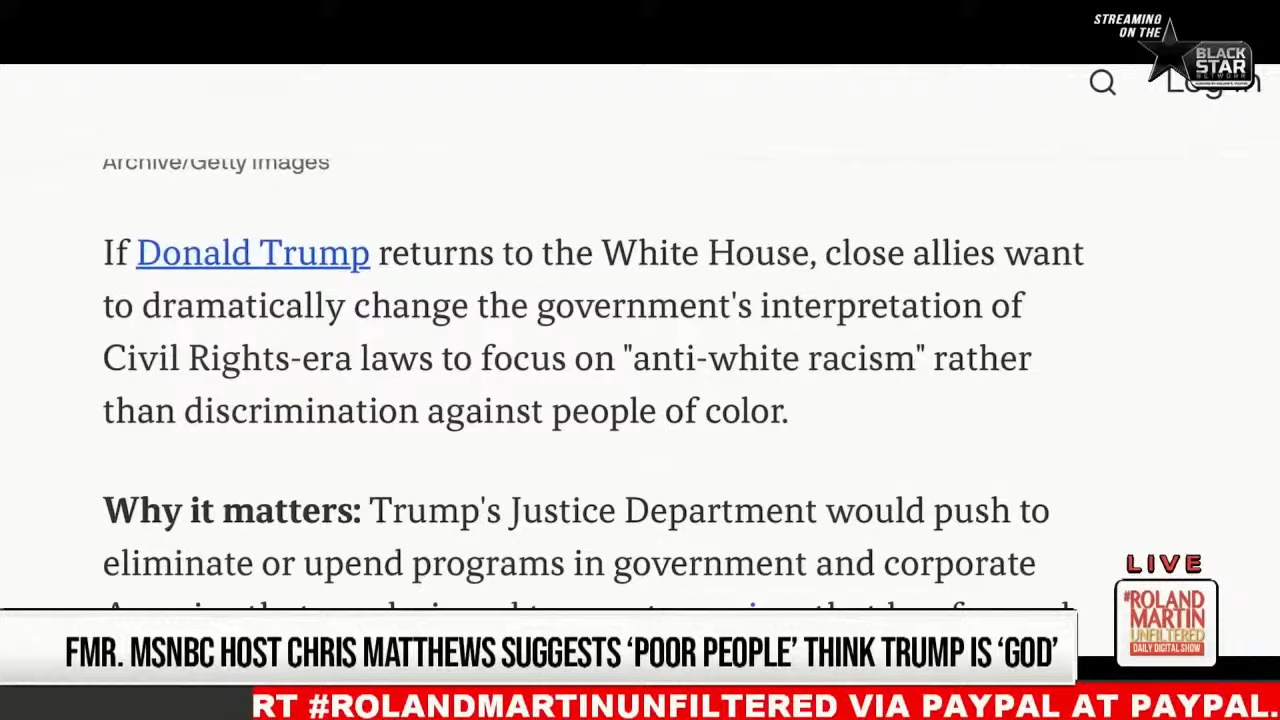 STREAMING
ON THE
BLACK
STAR
NETWORK
Log in
Archive/Getty Images
If Donald Trump returns to the White House, close allies want
to dramatically change the government's interpretation of
Civil Rights-era laws to focus on "anti-white racism" rather
than discrimination against people of color.
Why it matters: Trump's Justice Department would push to
eliminate or upend programs in government and corporate
LIVE
#ROLAND
MARTIN
UNFILTERED
DAILY DIGITAL SHOW
FMR. MSNBC HOST CHRIS MATTHEWS SUGGESTS ‘POOR PEOPLE’ THINK TRUMP IS ‘GOD’
RT #ROLANDMARTINUNFILTERED VIA PAYPAL AT PAYPAL.